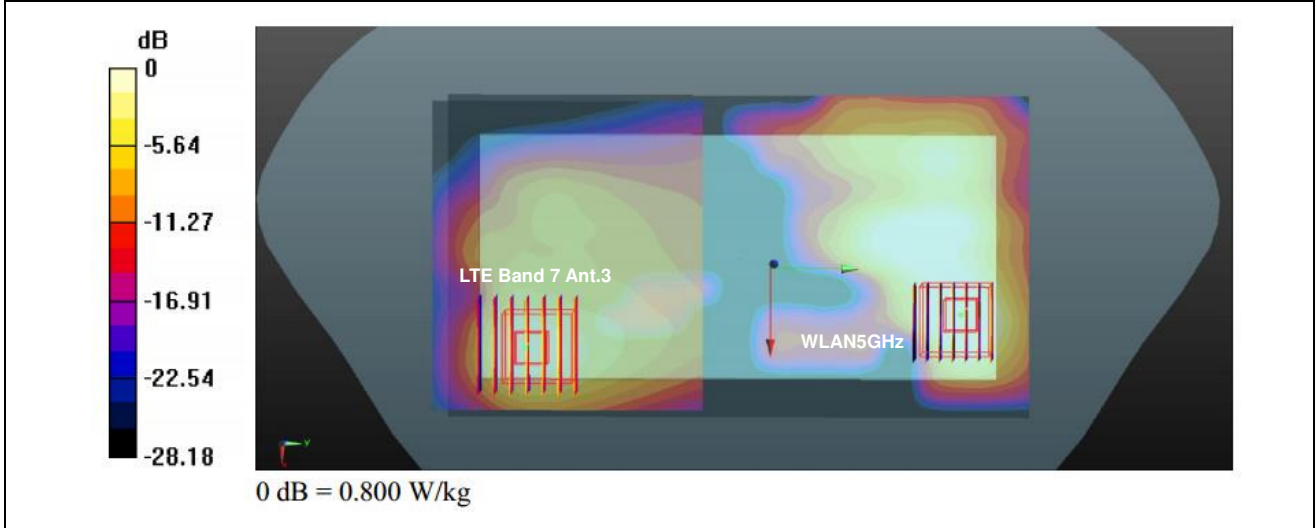 dB
0
-5.64
-11.27
-16.91
-22.54
-28.18
LTE Band 7 Ant.3
WLAN5GHz
Y
0 dB = 0.800 W/kg